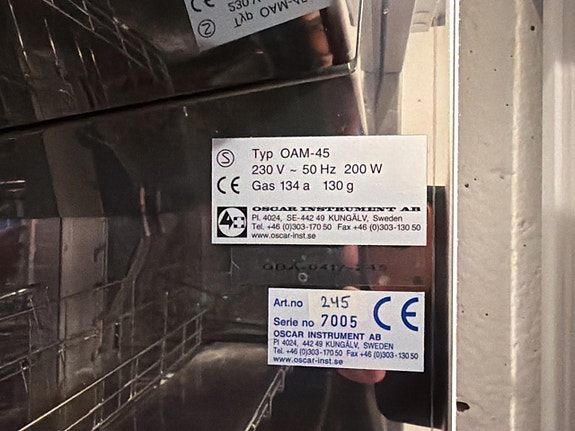 Typ OAM-45
230 V ~ 50 Hz 200 W
Gas 134 a 130 g
OSCAR INSTRUMENT AB
Pl. 4024, SE-442 49 KUNGÄLV, Sweden
Tel. +46 (0)303-170 50 Fax +46 (0)303-130 50
www.oscar-inst.se
Art.no 245
Serie no 7005
OSCAR INSTRUMENT AB
Pl 4024, 442 49 KUNGÄLV, SWEDEN
Tel. +46 (0)303-170 50 Fax +46 (0)303-130 50
www.oscar-inst.se